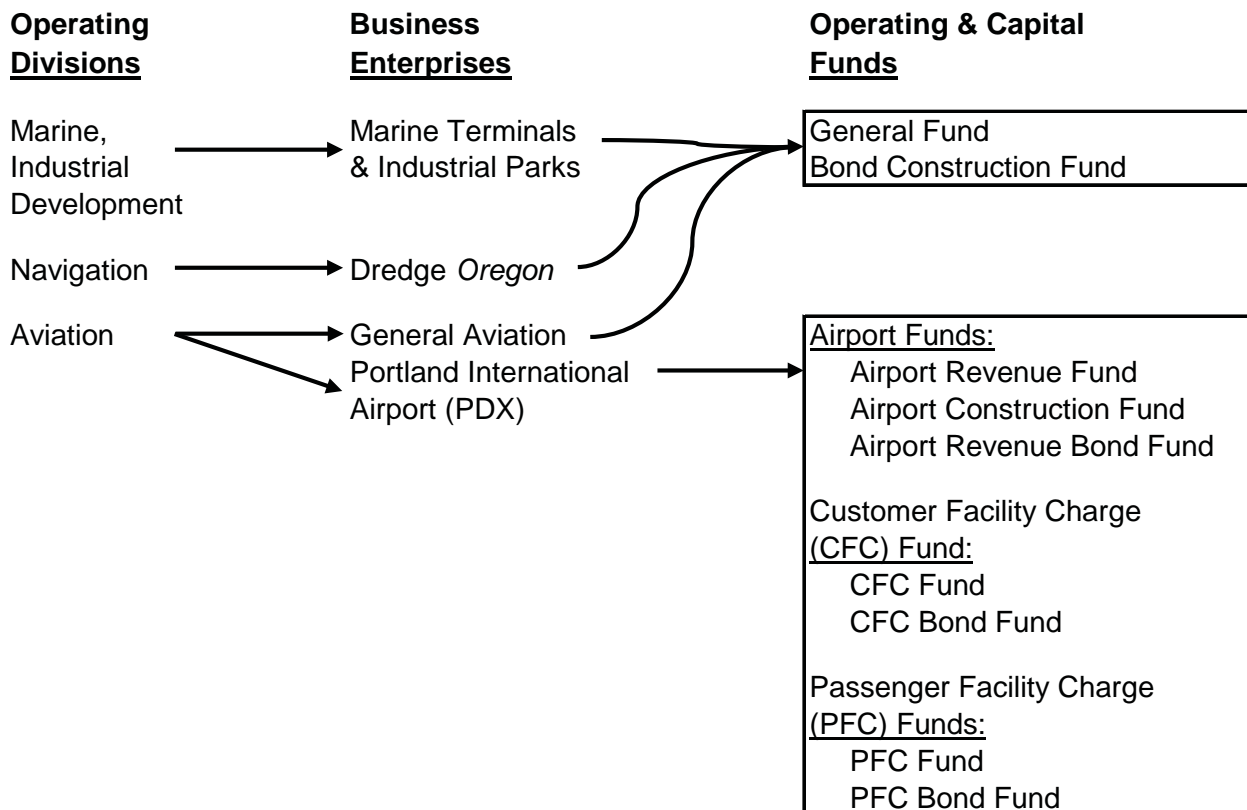 Operating
Divisions
Business
Enterprises
Operating & Capital
Funds
Marine,
Industrial
Development
Marine Terminals
& Industrial Parks
General Fund
Bond Construction Fund
Navigation
Dredge Oregon
Aviation
General Aviation
Portland International
Airport (PDX)
Airport Funds:
Airport Revenue Fund
Airport Construction Fund
Airport Revenue Bond Fund
Customer Facility Charge
(CFC) Fund:
CFC Fund
CFC Bond Fund
Passenger Facility Charge
(PFC) Funds:
PFC Fund
PFC Bond Fund